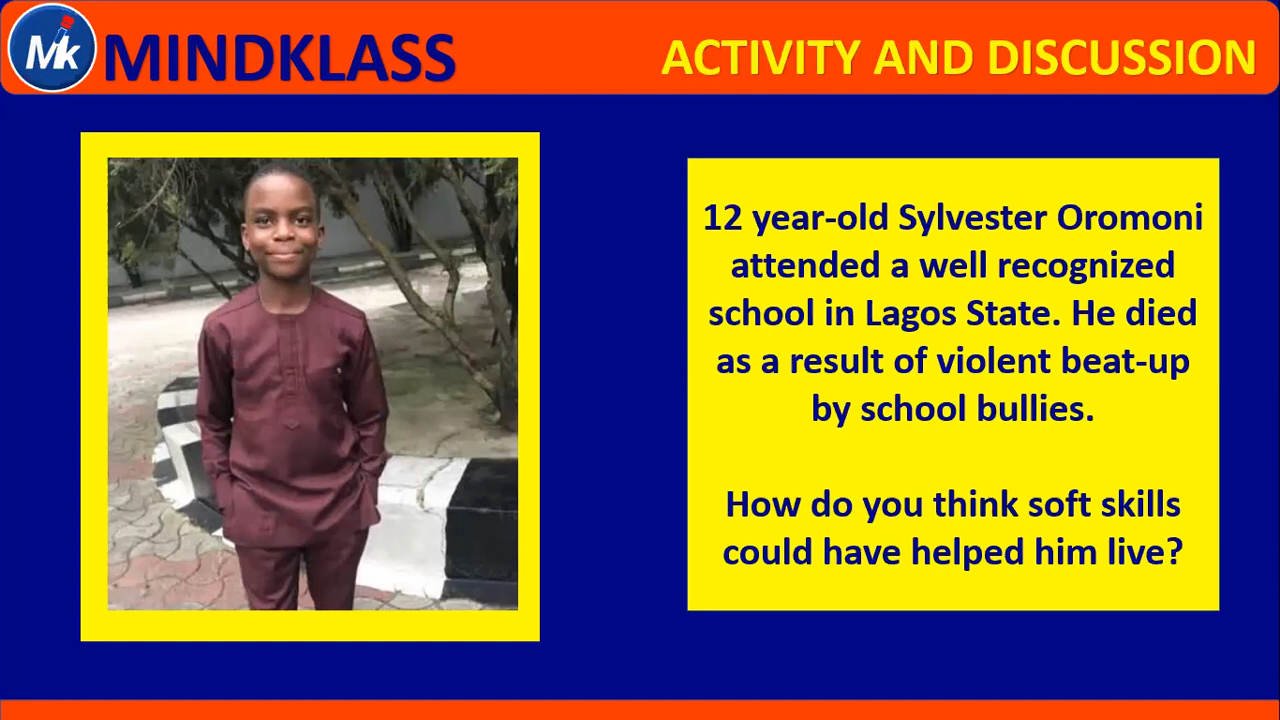 Mk MINDKLASS
ACTIVITY AND DISCUSSION
12 year-old Sylvester Oromoni
attended a well recognized
school in Lagos State. He died
as a result of violent beat-up
by school bullies.
How do you think soft skills
could have helped him live?